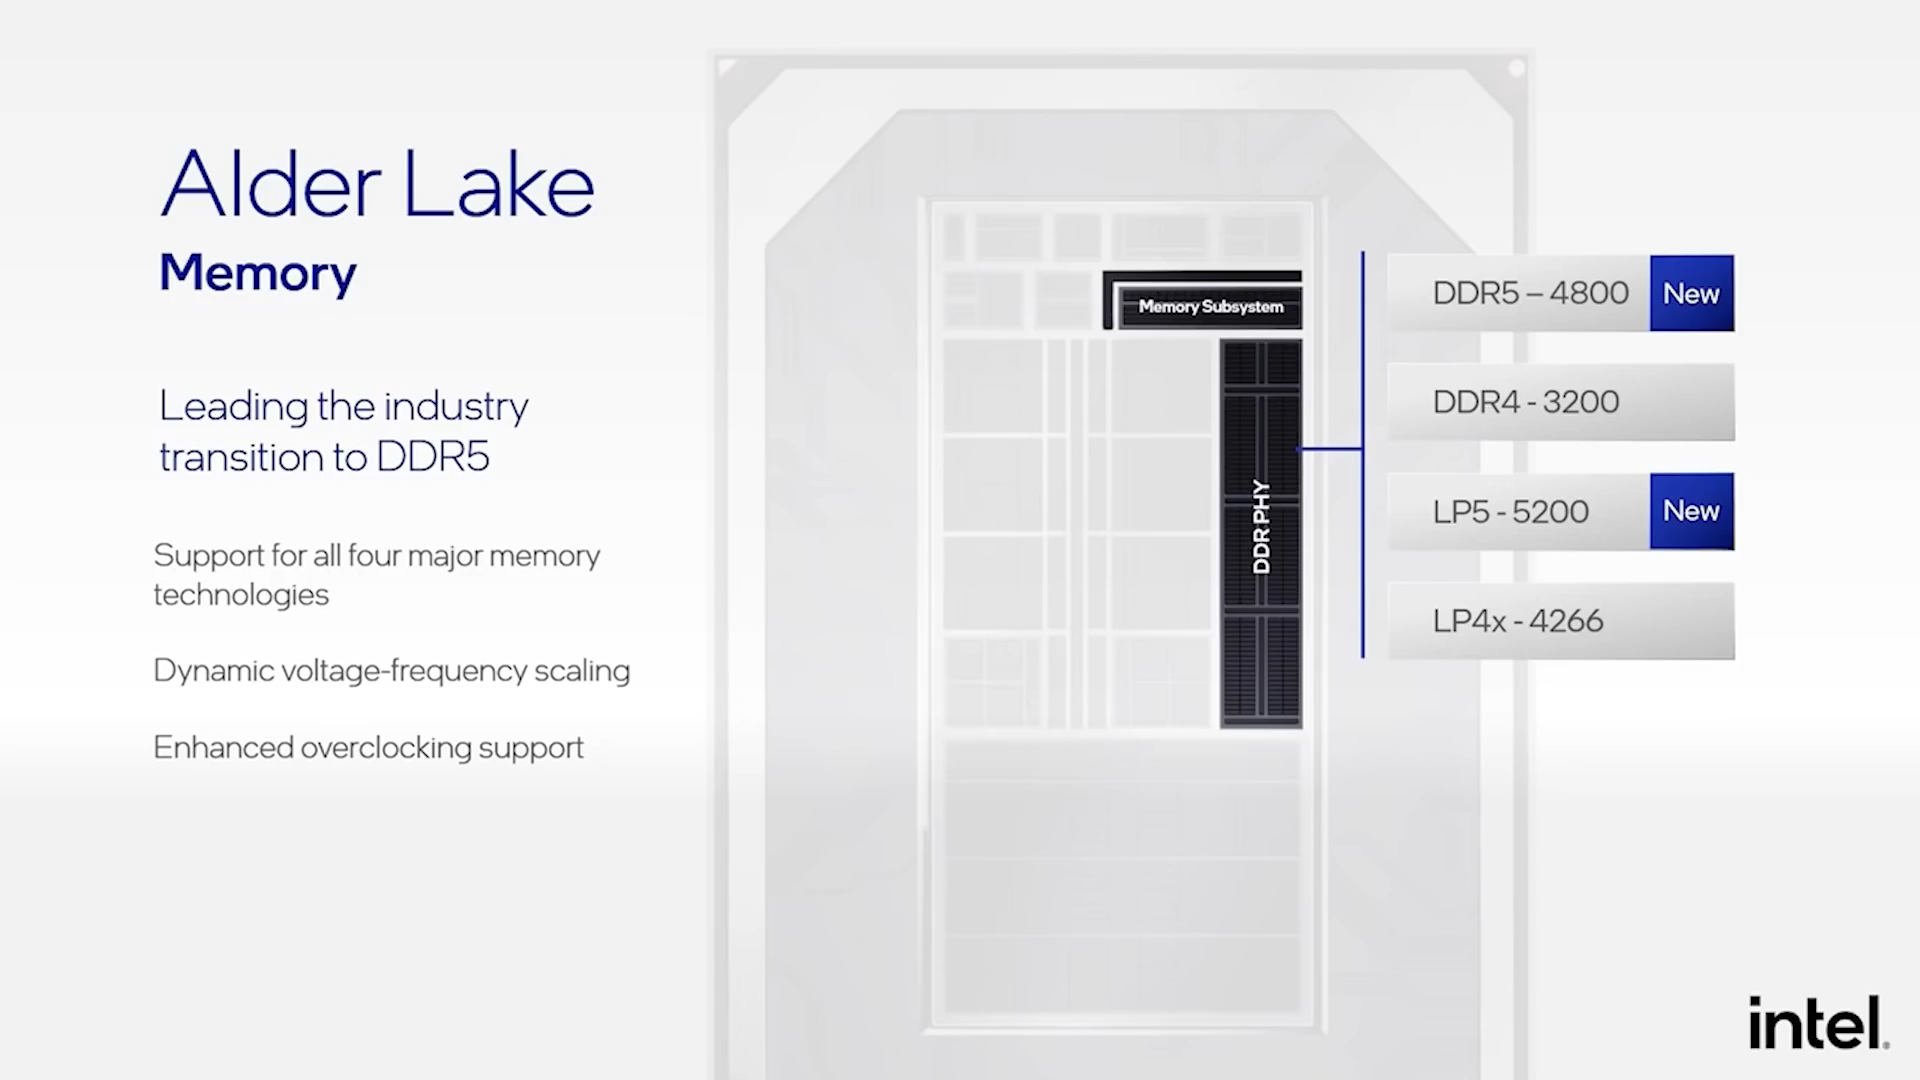 Alder Lake
Memory
Leading the industry
transition to DDR5
Support for all four major memory
technologies
Dynamic voltage-frequency scaling
Enhanced overclocking support
Memory Subsystem
DDR PHY
DDR5 – 4800 New
DDR4 - 3200
LP5 - 5200 New
LP4x - 4266
intel.